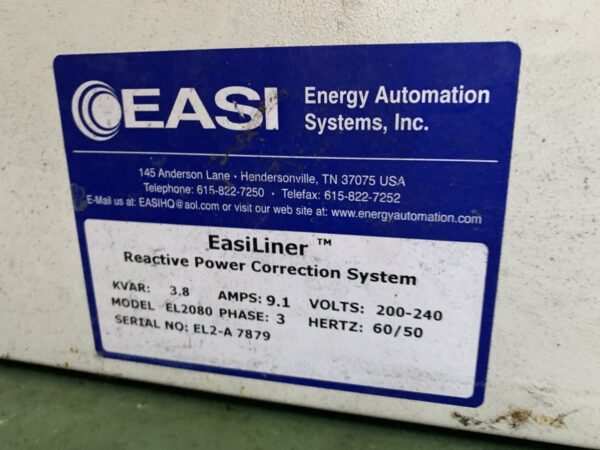 EASI
Energy Automation
Systems, Inc.
145 Anderson Lane • Hendersonville, TN 37075 USA
Telephone: 615-822-7250 • Telefax: 615-822-7252
E-Mail us at: EASIHQ@aol.com or visit our web site at: www.energyautomation.com
EasiLiner ™
Reactive Power Correction System
KVAR: 3.8 AMPS: 9.1 VOLTS: 200-240
MODEL EL2080 PHASE: 3 HERTZ: 60/50
SERIAL NO: EL2-A 7879